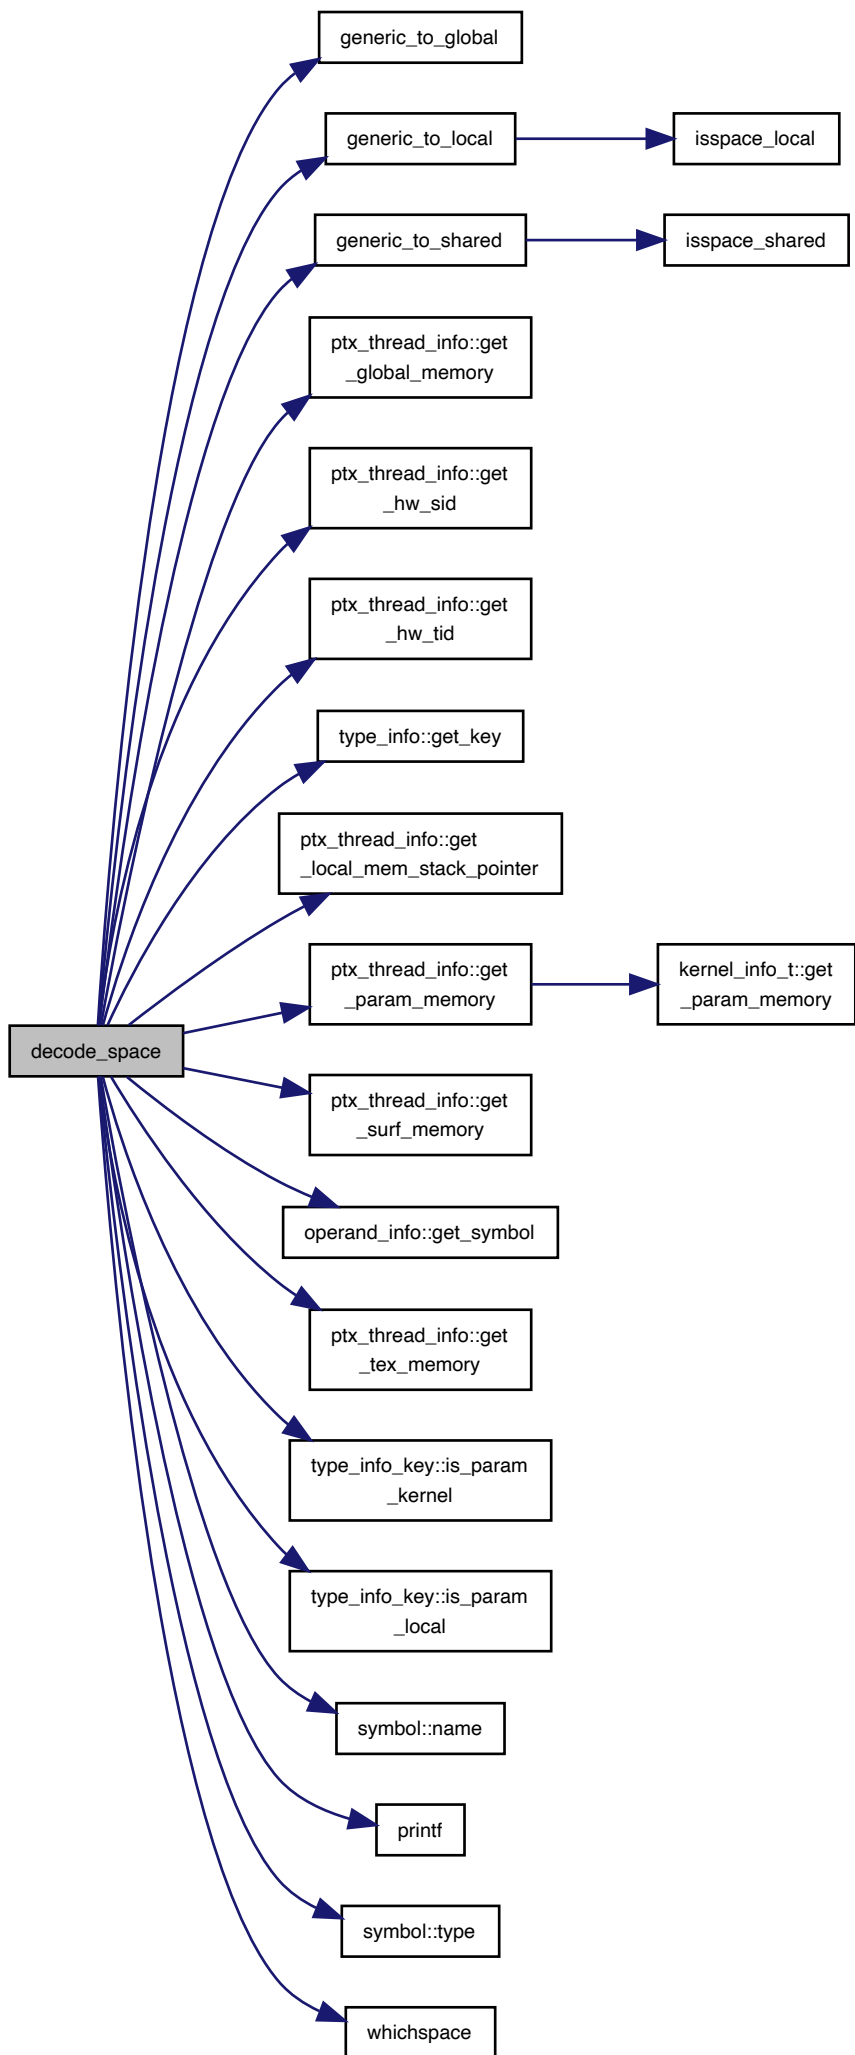 generic_to_global
generic_to_local
isspace_local
generic_to_shared
isspace_shared
ptx_thread_info::get
_global_memory
ptx_thread_info::get
_hw_sid
ptx_thread_info::get
_hw_tid
type_info::get_key
ptx_thread_info::get
_local_mem_stack_pointer
ptx_thread_info::get
_param_memory
kernel_info_t::get
_param_memory
decode_space
ptx_thread_info::get
_surf_memory
operand_info::get_symbol
ptx_thread_info::get
_tex_memory
type_info_key::is_param
_kernel
type_info_key::is_param
_local
symbol::name
printf
symbol::type
whichspace